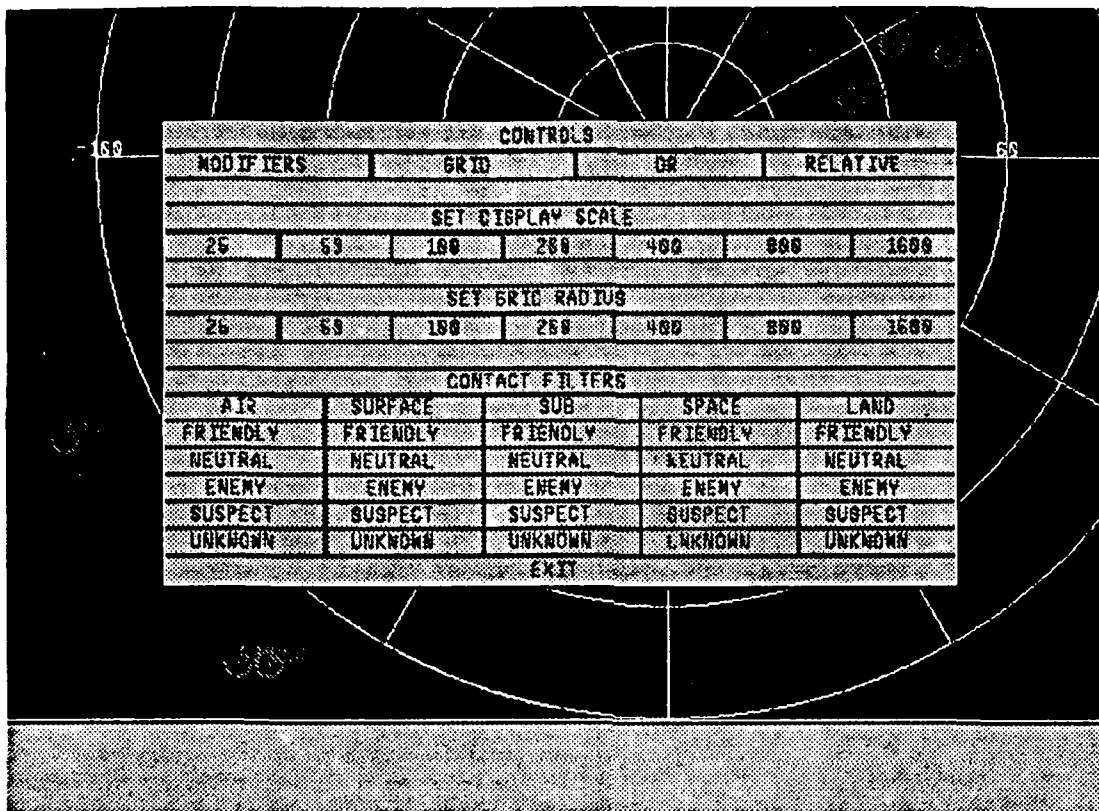 CONTROLS
MODIFIERS GRID DR RELATIVE
SET DISPLAY SCALE
25 50 100 200 400 800 1600
SET GRID RADIUS
25 50 100 200 400 800 1600
CONTACT FILTERS
AIR SURFACE SUB SPACE LAND
FRIENDLY FRIENDLY FRIENDLY FRIENDLY FRIENDLY
NEUTRAL NEUTRAL NEUTRAL NEUTRAL NEUTRAL
ENEMY ENEMY ENEMY ENEMY ENEMY
SUSPECT SUSPECT SUSPECT SUSPECT SUSPECT
UNKNOWN UNKNOWN UNKNOWN UNKNOWN UNKNOWN
EXIT